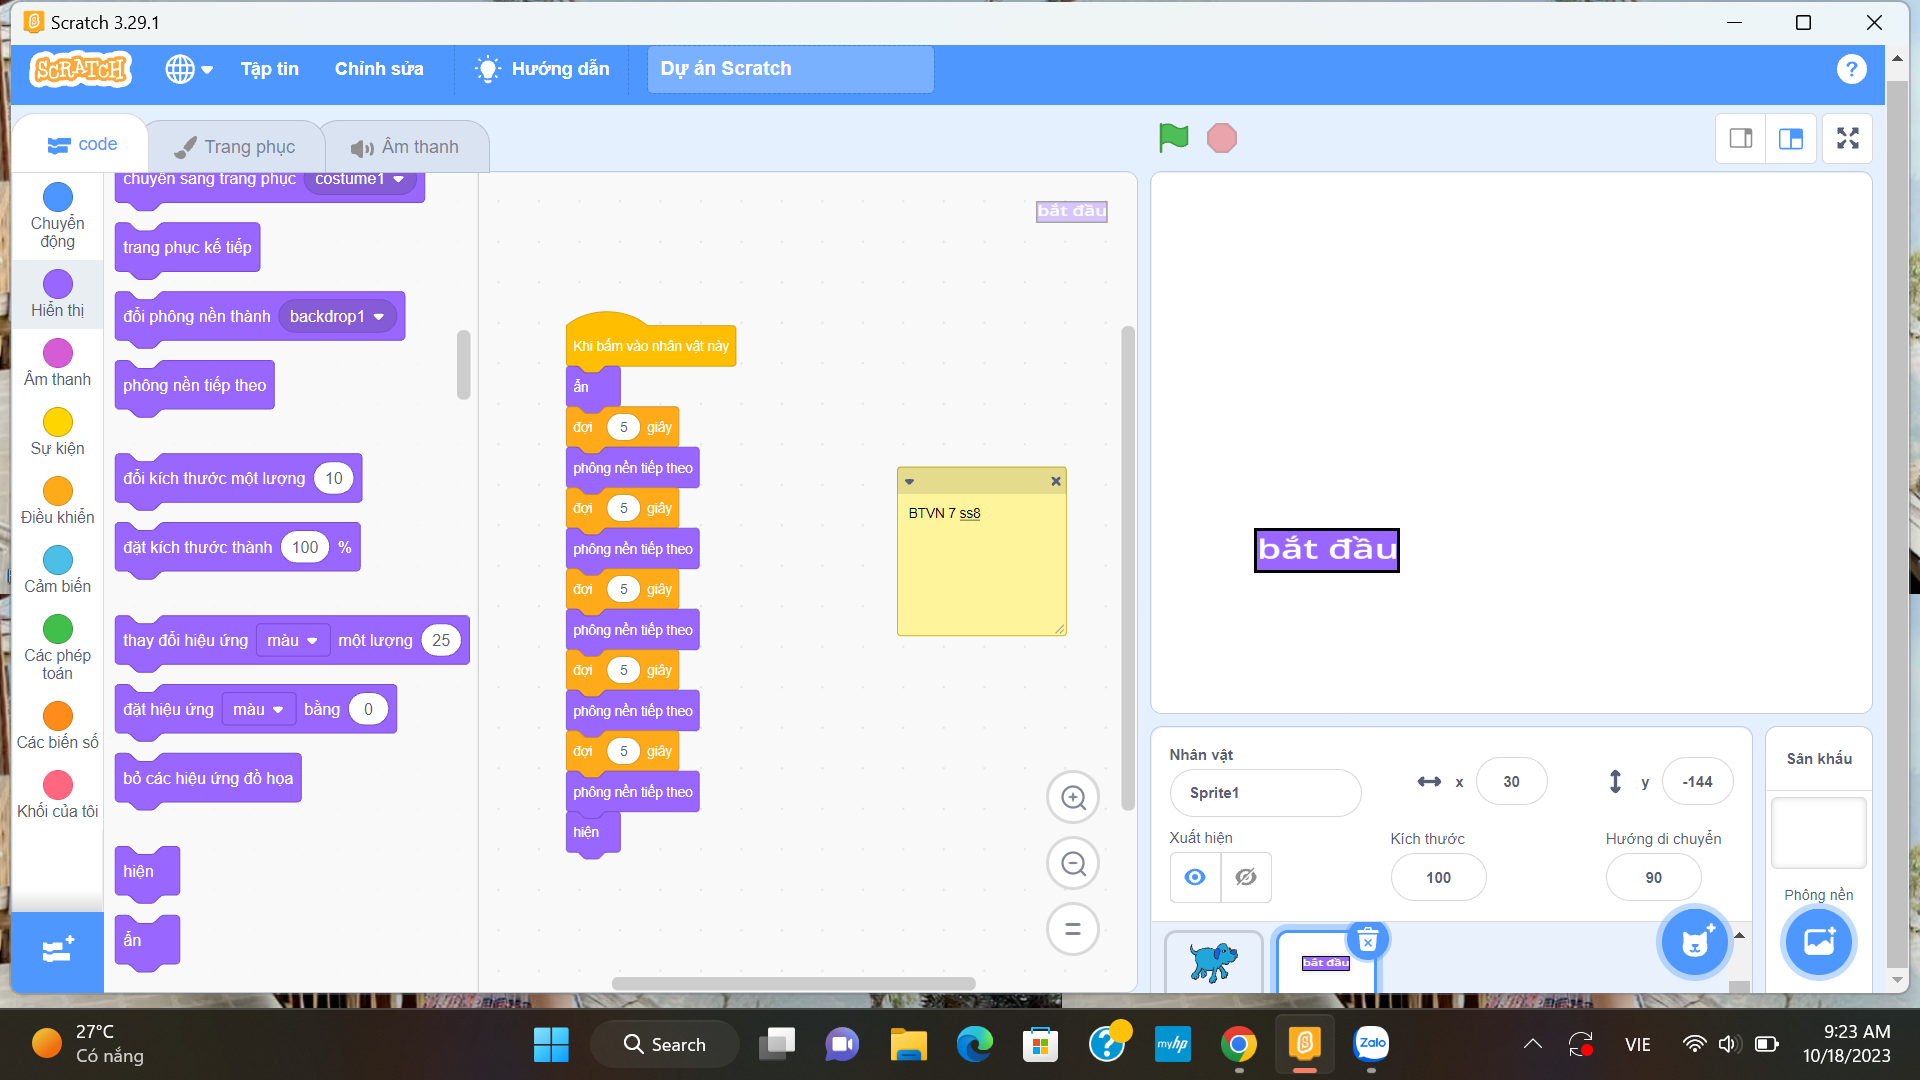 Scratch 3.29.1
SCRATCH
Tập tin
Chỉnh sửa
Hướng dẫn
Dự án Scratch
?
code
Trang phục
Âm thanh
Chuyển động
Hiển thị
Âm thanh
Sự kiện
Điều khiển
Cảm biến
Các phép toán
Các biến số
Khối của tôi
chuyển sang trang phục costume1
trang phục kế tiếp
đổi phông nền thành backdrop1
phông nền tiếp theo
đổi kích thước một lượng 10
đặt kích thước thành 100 %
thay đổi hiệu ứng màu một lượng 25
đặt hiệu ứng màu bằng 0
bỏ các hiệu ứng đồ họa
hiện
ẩn
bắt đầu
Khi bấm vào nhân vật này
ẩn
đợi 5 giây
phông nền tiếp theo
đợi 5 giây
phông nền tiếp theo
đợi 5 giây
phông nền tiếp theo
đợi 5 giây
phông nền tiếp theo
đợi 5 giây
phông nền tiếp theo
hiện
BTVN 7 ss8
bắt đầu
Nhân vật
Sprite1
x 30
y -144
Xuất hiện
Kích thước
100
Hướng di chuyển
90
bắt đầu
Sân khấu
Phông nền
27°C
Có nắng
Search
myhp
Zalo
VIE
9:23 AM
10/18/2023